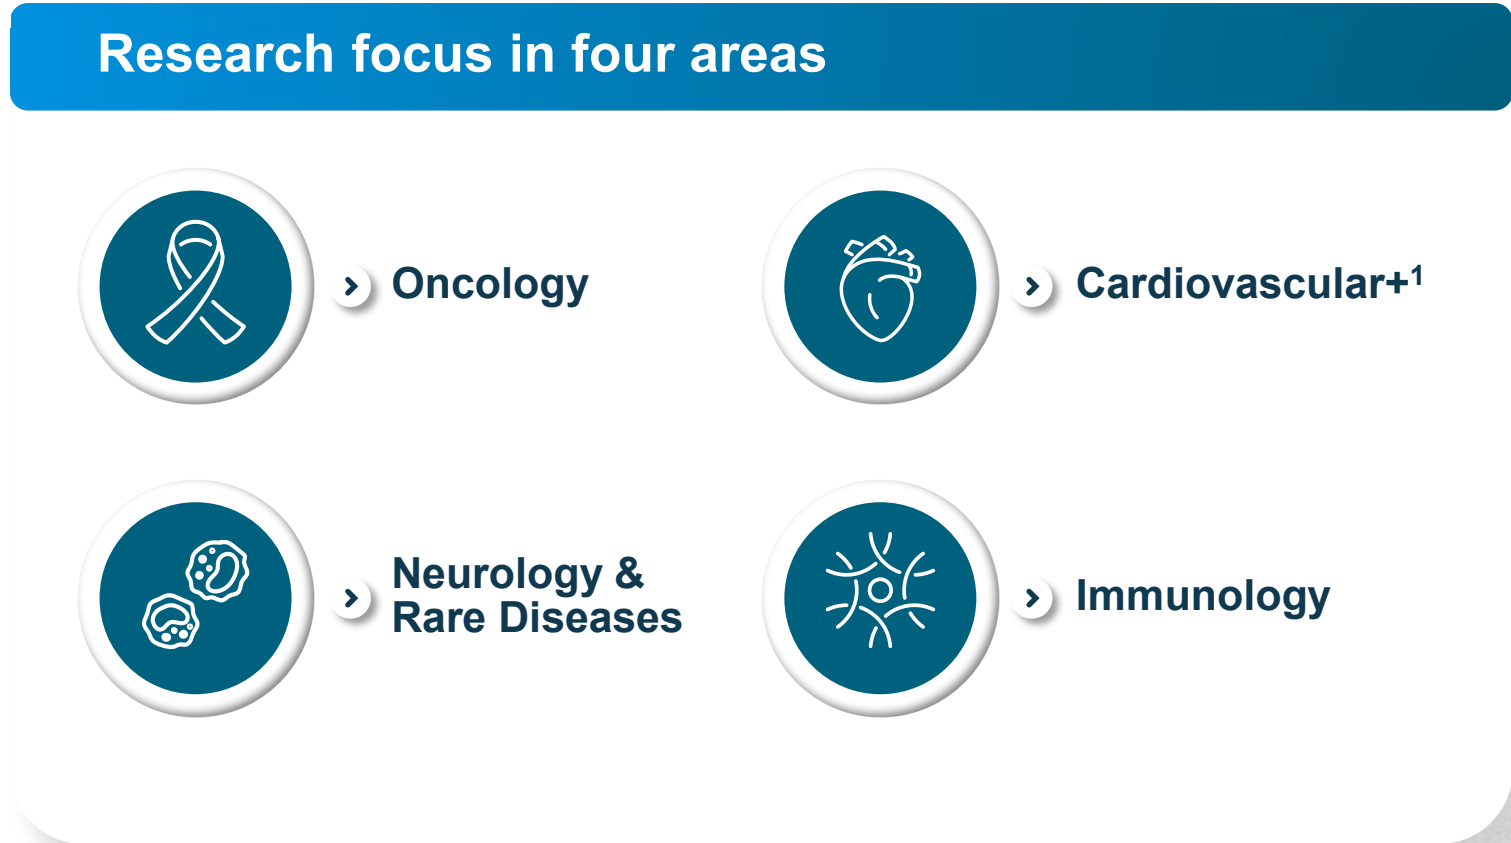 Research focus in four areas
Oncology
Cardiovascular+¹
Neurology &
Rare Diseases
Immunology